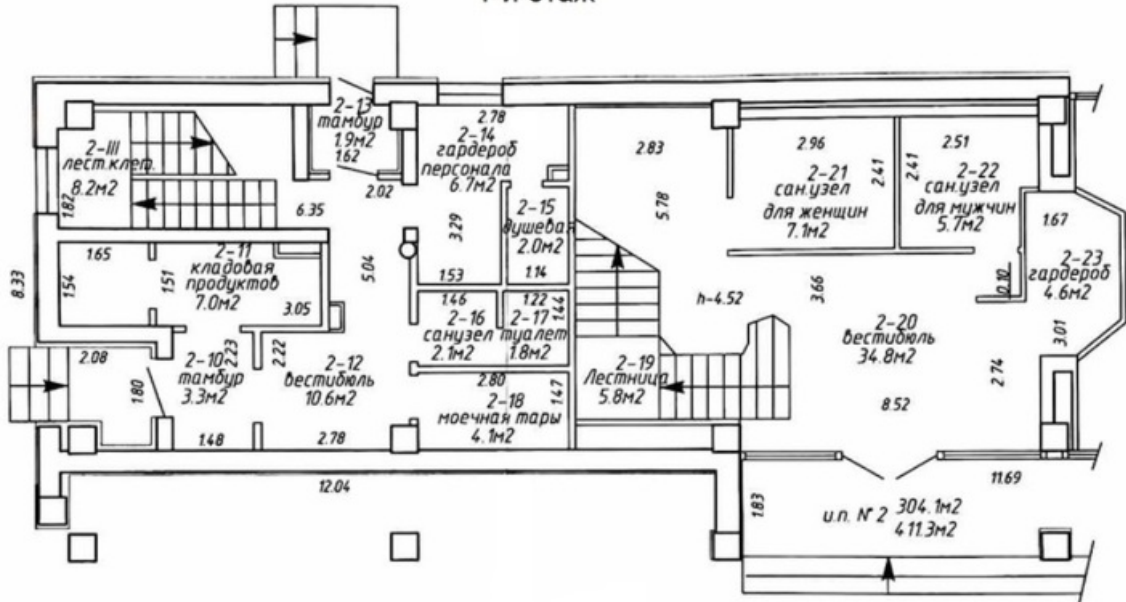 2-13
тамбур
1.9м2
1.62
2.78
2-14
гардероб
персонала
6.7м2
2-III
лест.клет.
8.2м2
1.82
2.02
6.35
3.29
2-15
душевая
2.0м2
1.14
1.53
2.83
5.78
2.96
2-21
сан.узел
для женщин
7.1м2
2.41
2.41
2.51
2-22
сан.узел
для мужчин
5.7м2
1.67
2-23
гардероб
4.6м2
0.10
3.01
8.33
1.65
1.54
1.51
2-11
кладовая
продуктов
7.0м2
3.05
5.04
1.46
2-16
санузел
2.1м2
1.22
1.44
2-17
туалет
1.8м2
h-4.52
3.66
2-20
вестибюль
34.8м2
2.74
8.52
2.08
1.80
2-10
тамбур
3.3м2
2.23
1.48
2.22
2-12
вестибюль
10.6м2
2.78
2.80
2-18
моечная тары
4.1м2
1.47
2-19
Лестница
5.8м2
12.04
11.69
1.83
и.п. № 2
304.1м2
411.3м2